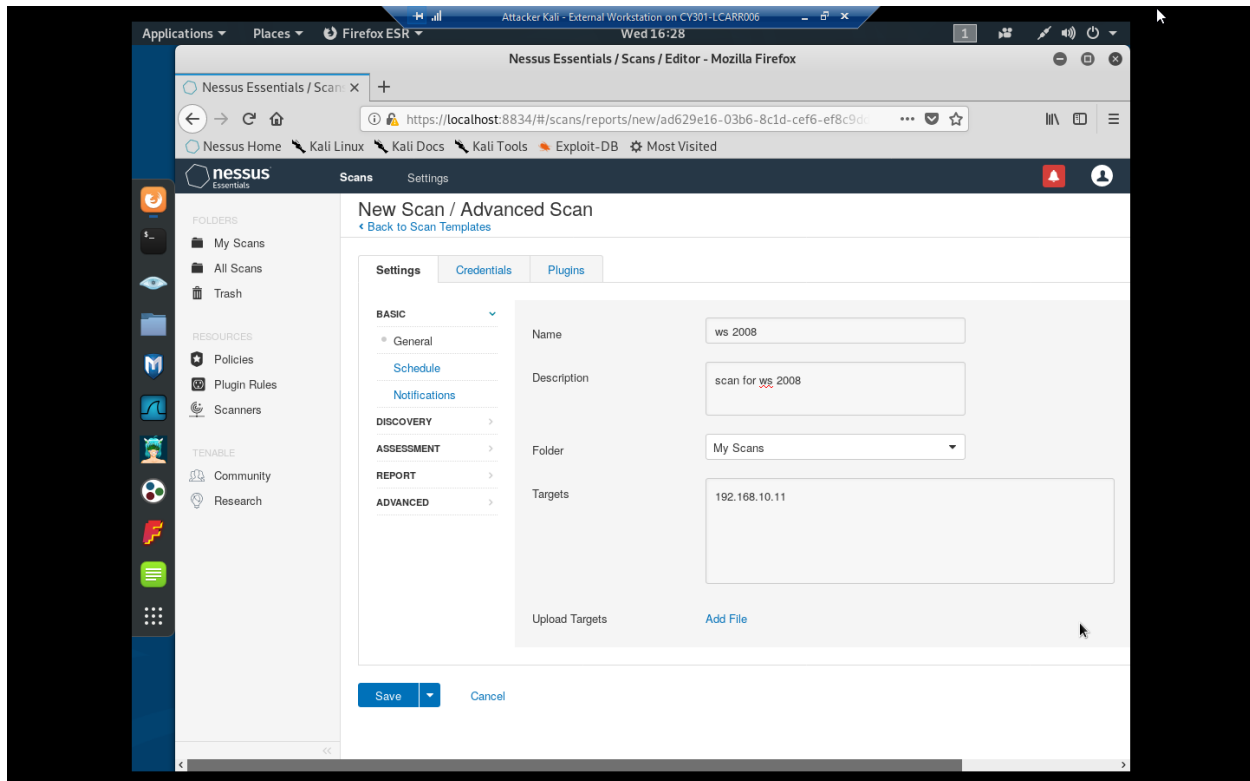 Attacker Kali - External Workstation on CY301-LCARR006
Applications Places Firefox ESR Wed 16:28 1
Nessus Essentials / Scans / Editor - Mozilla Firefox
Nessus Essentials / Scan
https://localhost:8834/#/scans/reports/new/ad629e16-03b6-8c1d-cef6-ef8c9d
Nessus Home Kali Linux Kali Docs Kali Tools Exploit-DB Most Visited
nessus Essentials Scans Settings
New Scan / Advanced Scan
Back to Scan Templates
FOLDERS
My Scans
All Scans
Trash
RESOURCES
Policies
Plugin Rules
Scanners
TENABLE
Community
Research
Settings Credentials Plugins
BASIC
General
Schedule
Notifications
DISCOVERY
ASSESSMENT
REPORT
ADVANCED
Name ws 2008
Description scan for ws 2008
Folder My Scans
Targets 192.168.10.11
Upload Targets Add File
Save Cancel